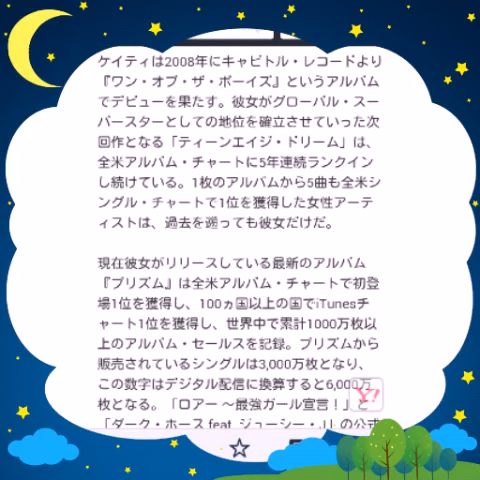 ケイティは2008年にキャピトル・レコードより
『ワン・オブ・ザ・ボーイズ』というアルバム
でデビューを果たす。彼女がグローバル・スー
パースターとしての地位を確立させていった次
回作となる「ティーンエイジ・ドリーム」は、
全米アルバム・チャートに5年連続ランクイン
し続けている。1枚のアルバムから5曲も全米シ
ングル・チャートで1位を獲得した女性アーテ
ィストは、過去を遡っても彼女だけだ。
現在彼女がリリースしている最新のアルバム
『プリズム』は全米アルバム・チャートで初登
場1位を獲得し、100ヵ国以上の国でiTunesチ
ャート1位を獲得し、世界中で累計1000万枚以
上のアルバム・セールスを記録。プリズムから
販売されているシングルは3,000万枚となり、
この数字はデジタル配信に換算すると6,000万
枚となる。「ロアー 〜最強ガール宣言！」と
「ダーク・ホース feat. ジューシー・J」の公式
Y!